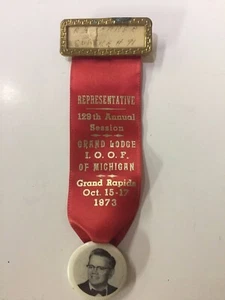 REPRESENTATIVE
129th Annual
Session
GRAND LODGE
I. O. O. F.
OF MICHIGAN
Grand Rapids
Oct. 15-17
1973